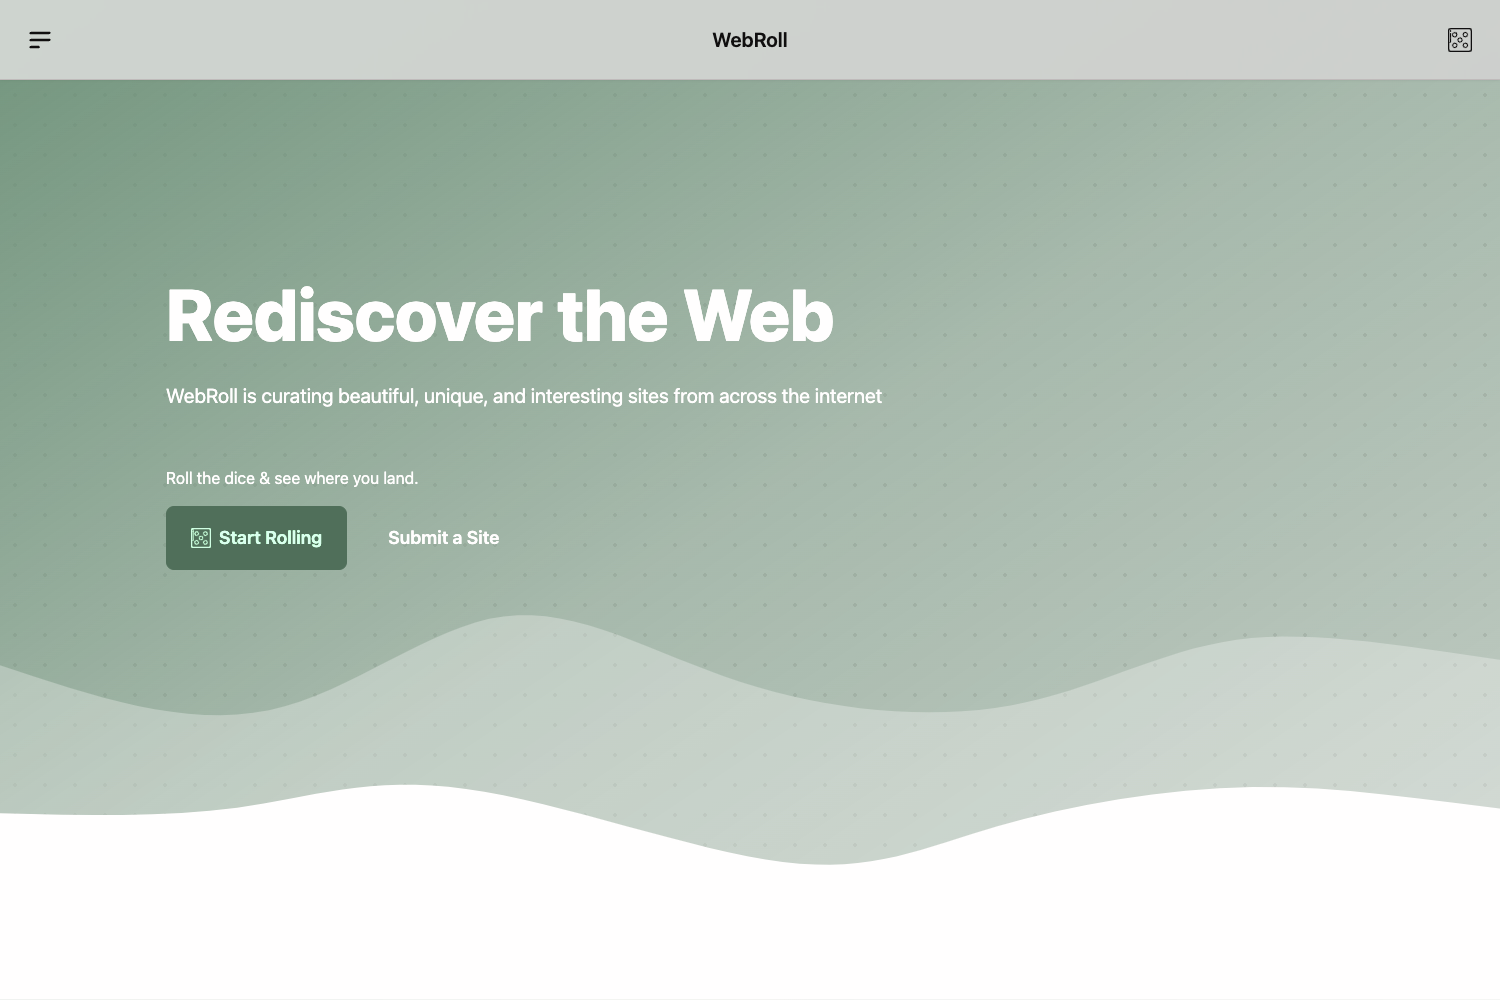 WebRoll
Rediscover the Web
WebRoll is curating beautiful, unique, and interesting sites from across the internet
Roll the dice & see where you land.
Start Rolling
Submit a Site